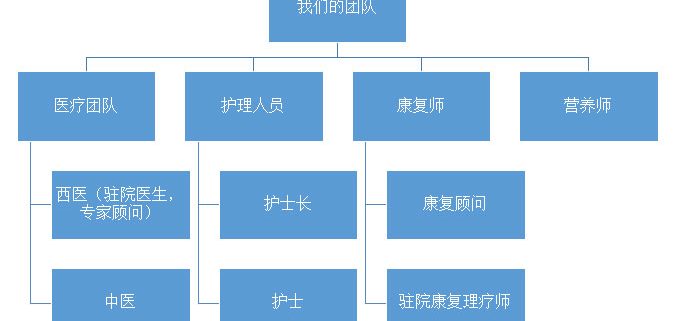 我们的团队
医疗团队
护理人员
康复师
营养师
西医（驻院医生，
专家顾问）
护士长
康复顾问
中医
护士
驻院康复理疗师